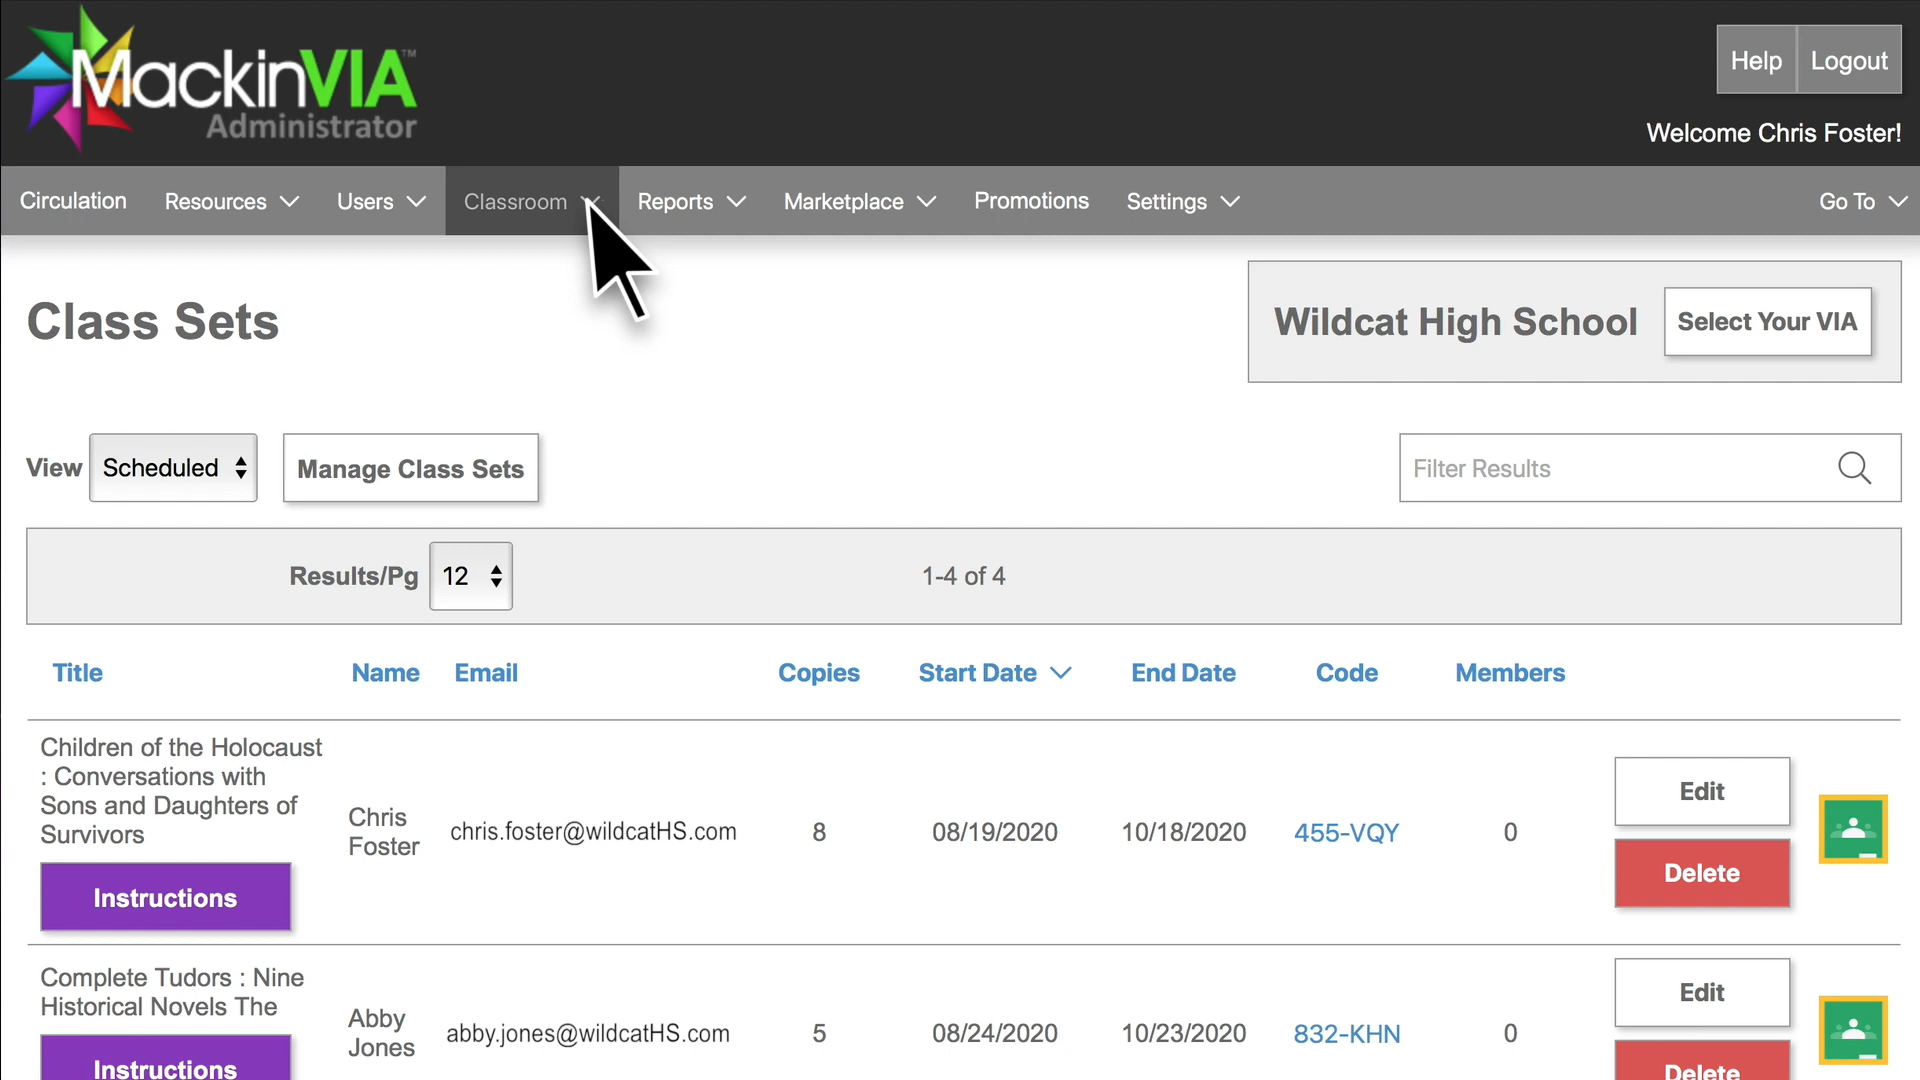 MackinVIA™
Administrator
Help Logout
Welcome Chris Foster!
Circulation Resources Users Classroom Reports Marketplace Promotions Settings Go To
Class Sets
Wildcat High School Select Your VIA
View Scheduled Manage Class Sets Filter Results
Results/Pg 12 1-4 of 4
Title Name Email Copies Start Date End Date Code Members
Children of the Holocaust
: Conversations with
Sons and Daughters of
Survivors
Instructions
Chris
Foster
chris.foster@wildcatHS.com 8 08/19/2020 10/18/2020 455-VQY 0
Edit
Delete
Complete Tudors : Nine
Historical Novels The
Instructions
Abby
Jones
abby.jones@wildcatHS.com 5 08/24/2020 10/23/2020 832-KHN 0
Edit
Delete